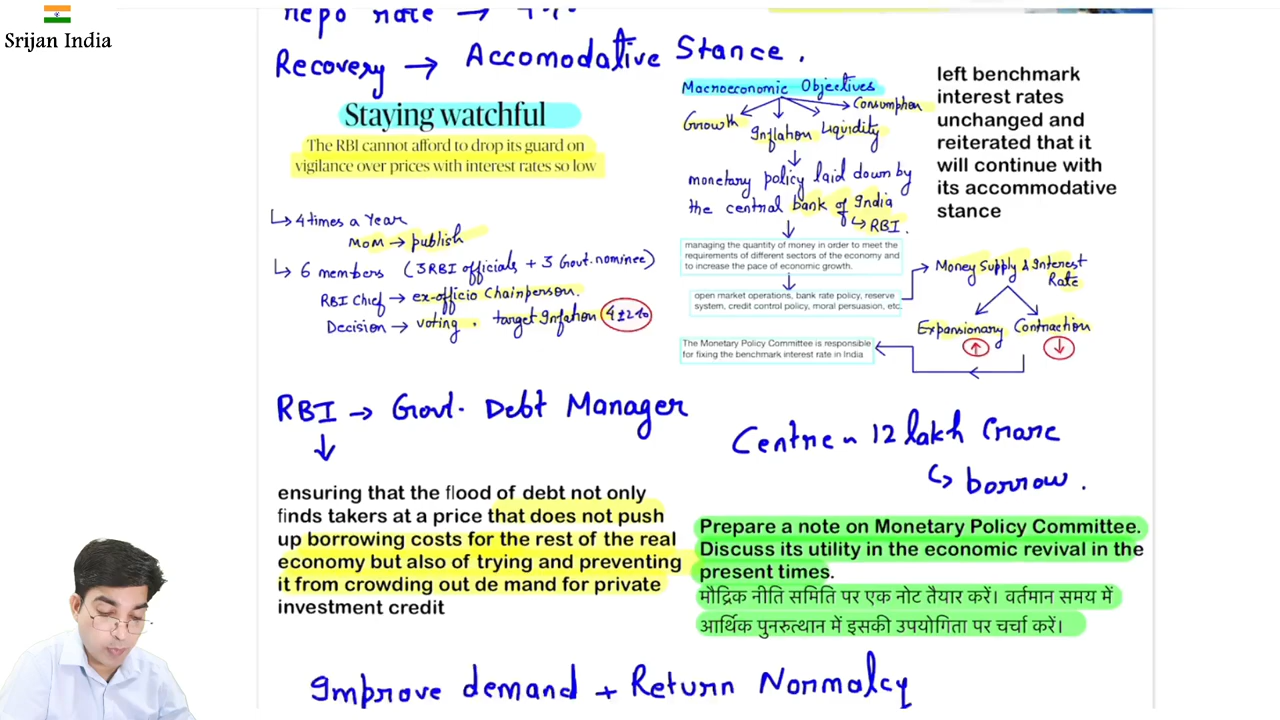 Srijan India
Repo rate → 4%
Recovery → Accomodative Stance.
Staying watchful
The RBI cannot afford to drop its guard on
vigilance over prices with interest rates so low
↳ 4 times a Year
MoM → publish
↳ 6 members (3 RBI officials + 3 Govt. nominee)
RBI Chief → ex-officio Chairperson.
Decision → voting. target Inflation 4±2%
Macroeconomic Objectives
Growth Inflation Liquidity Consumption
monetary policy laid down by
the central bank of India
↳ RBI.
managing the quantity of money in order to meet the
requirements of different sectors of the economy and
to increase the pace of economic growth.
open market operations, bank rate policy, reserve
system, credit control policy, moral persuasion, etc.
The Monetary Policy Committee is responsible
for fixing the benchmark interest rate in India
left benchmark
interest rates
unchanged and
reiterated that it
will continue with
its accommodative
stance
→ Money Supply & Interest
Rate
Expansionary Contraction
↑ ↓
RBI → Govt. Debt Manager
↓
ensuring that the flood of debt not only
finds takers at a price that does not push
up borrowing costs for the rest of the real
economy but also of trying and preventing
it from crowding out de mand for private
investment credit
Centre ~ 12 lakh Crore
↳ borrow.
Prepare a note on Monetary Policy Committee.
Discuss its utility in the economic revival in the
present times.
मौद्रिक नीति समिति पर एक नोट तैयार करें। वर्तमान समय में
आर्थिक पुनरुत्थान में इसकी उपयोगिता पर चर्चा करें।
Improve demand + Return Normalcy